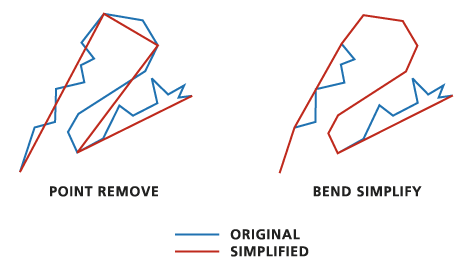 POINT REMOVE
BEND SIMPLIFY
ORIGINAL
SIMPLIFIED